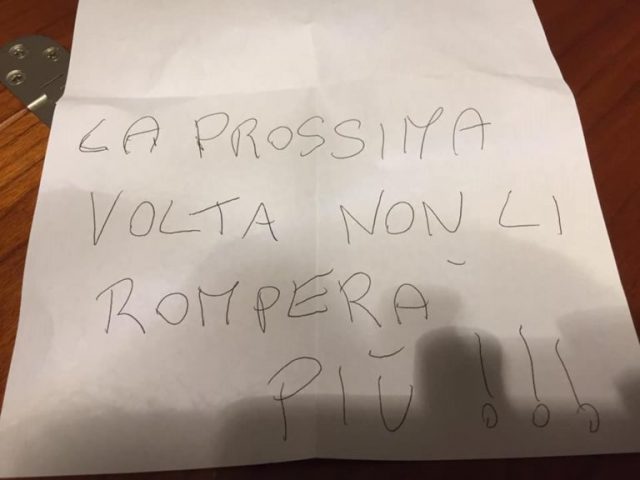 LA PROSSIMA
VOLTA NON LI
ROMPERÀ
PIÙ !!!